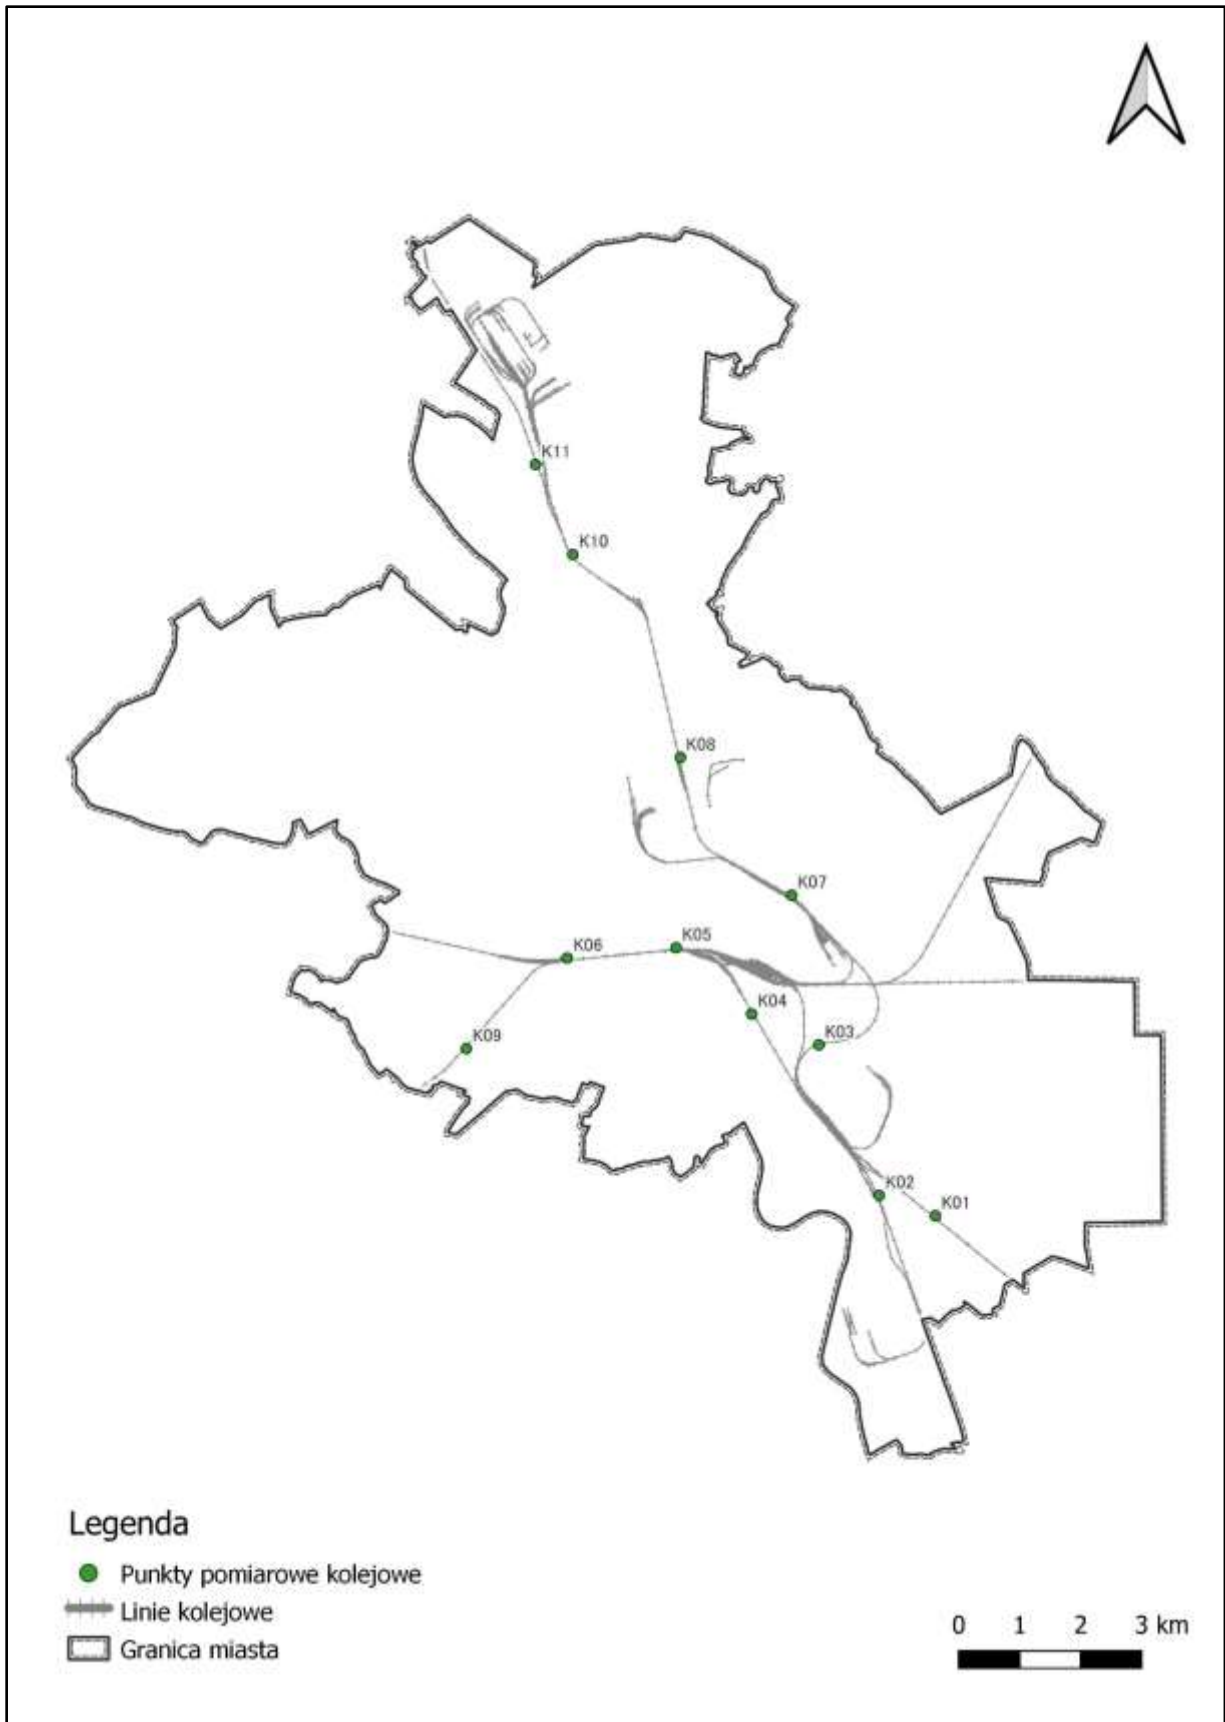 K11
K10
K08
K07
K05
K06
K04
K03
K09
K02
K01
Legenda
Punkty pomiarowe kolejowe
Linie kolejowe
Granica miasta
0 1 2 3 km